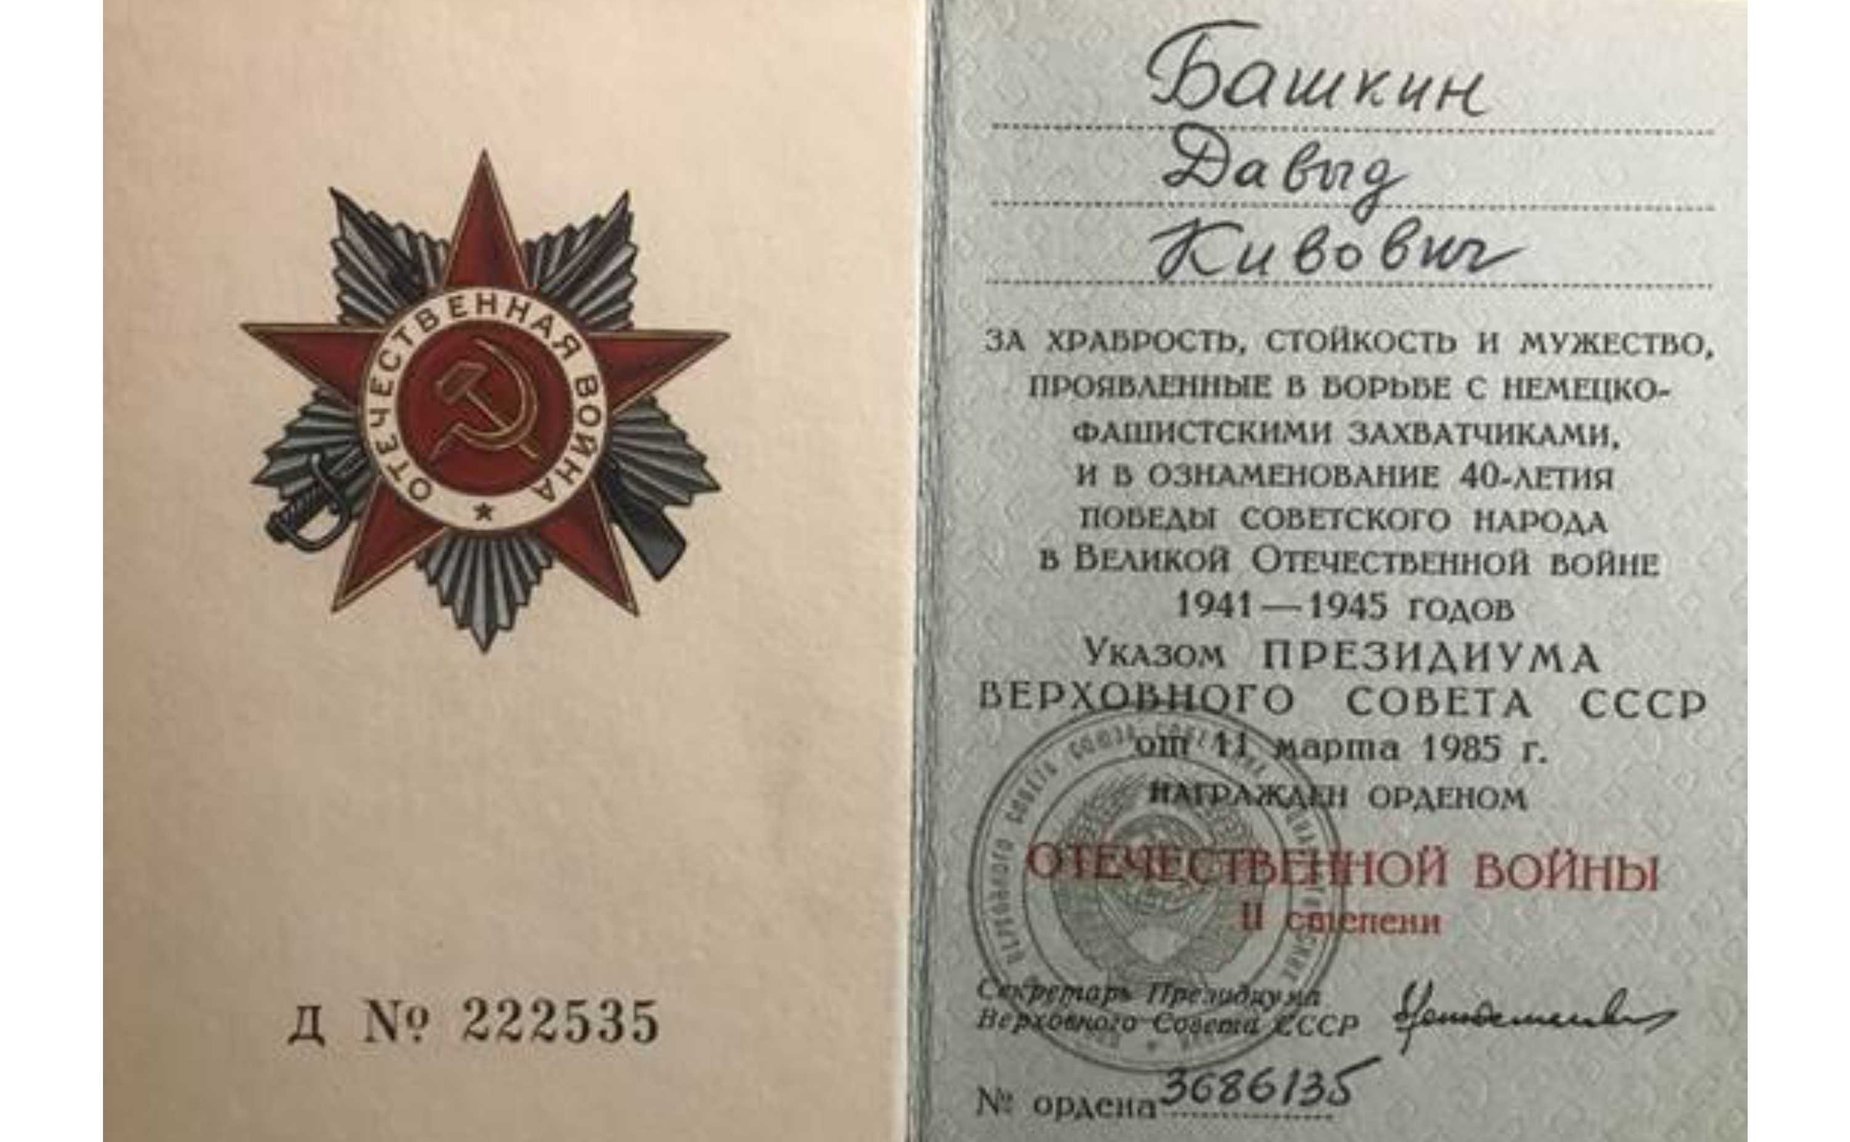 ОТЕЧЕСТВЕННАЯ ВОЙНА
Д № 222535
Башкин
Давыд
Кивович
ЗА ХРАБРОСТЬ, СТОЙКОСТЬ И МУЖЕСТВО,
ПРОЯВЛЕННЫЕ В БОРЬБЕ С НЕМЕЦКО-
ФАШИСТСКИМИ ЗАХВАТЧИКАМИ,
И В ОЗНАМЕНОВАНИЕ 40-ЛЕТИЯ
ПОБЕДЫ СОВЕТСКОГО НАРОДА
В ВЕЛИКОЙ ОТЕЧЕСТВЕННОЙ ВОЙНЕ
1941—1945 ГОДОВ
УКАЗОМ ПРЕЗИДИУМА
ВЕРХОВНОГО СОВЕТА СССР
от 11 марта 1985 г.
НАГРАЖДЕН ОРДЕНОМ
ОТЕЧЕСТВЕННОЙ ВОЙНЫ
II степени
Секретарь Президиума
Верховного Совета СССР
№ ордена 3686135